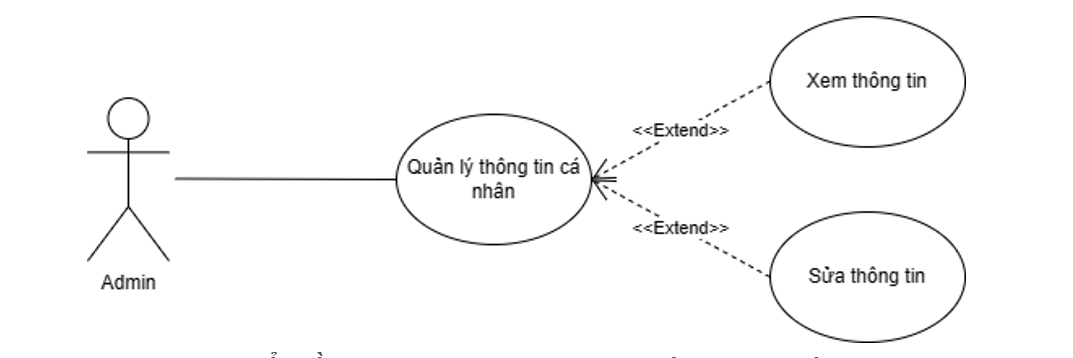 Xem thông tin
<<Extend>>
Quản lý thông tin cá
nhân
<<Extend>>
Sửa thông tin
Admin